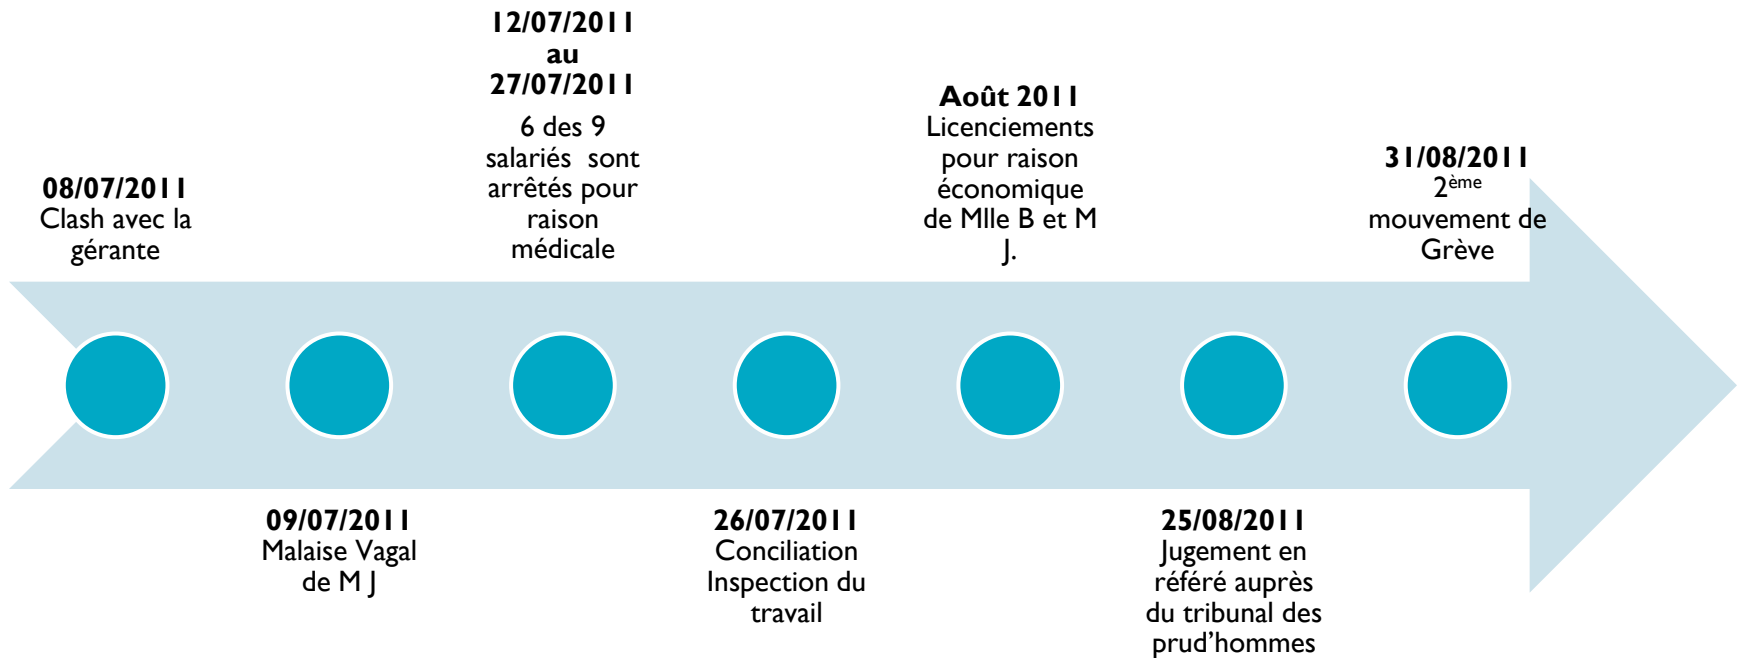 08/07/2011
Clash avec la
gérante
09/07/2011
Malaise Vagal
de M J
12/07/2011
au
27/07/2011
6 des 9
salariés sont
arrêtés pour
raison
médicale
26/07/2011
Conciliation
Inspection du
travail
Août 2011
Licenciements
pour raison
économique
de Mlle B et M
J.
25/08/2011
Jugement en
référé auprès
du tribunal des
prud'hommes
31/08/2011
2ème
mouvement de
Grève